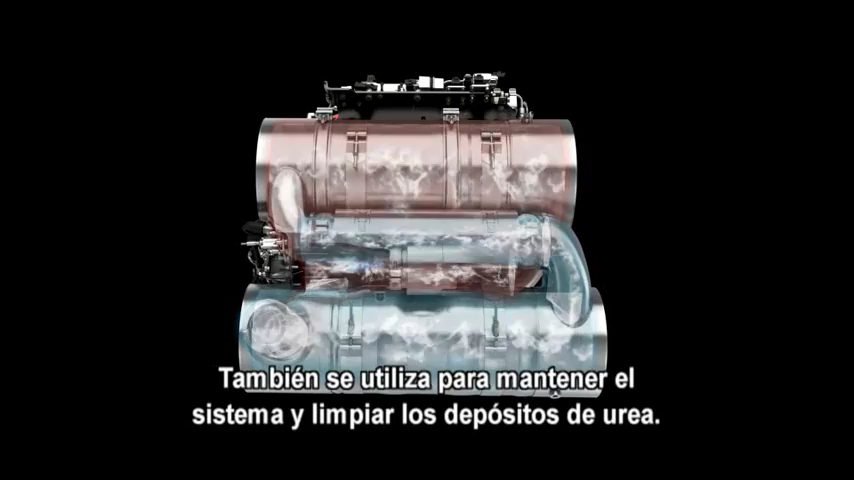 También se utiliza para mantener el
sistema y limpiar los depósitos de urea.